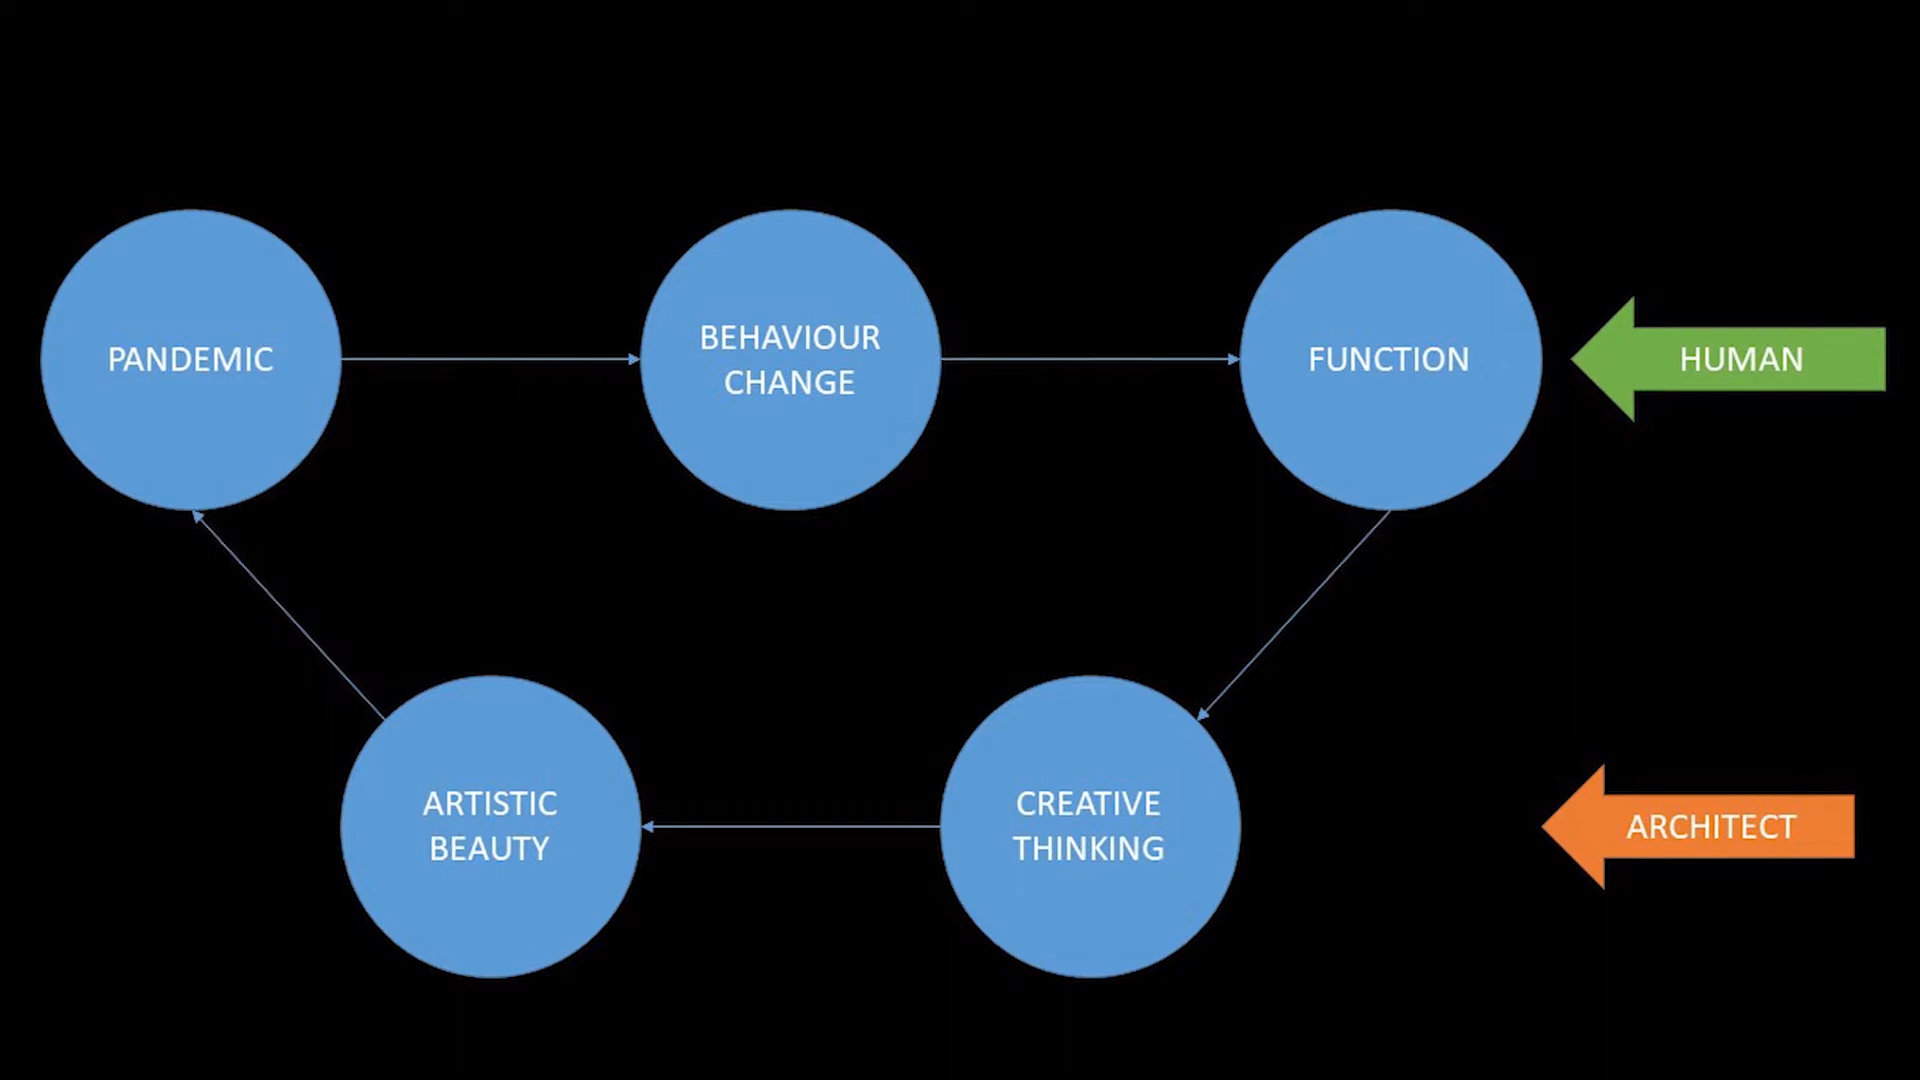 PANDEMIC
BEHAVIOUR
CHANGE
FUNCTION
HUMAN
ARTISTIC
BEAUTY
CREATIVE
THINKING
ARCHITECT